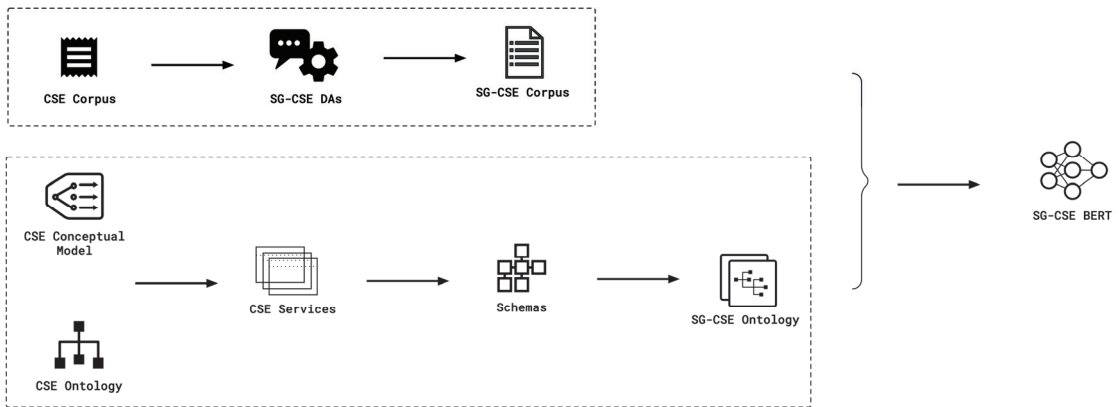 CSE Corpus
SG-CSE DAs
SG-CSE Corpus
CSE Conceptual
Model
CSE Services
Schemas
SG-CSE Ontology
CSE Ontology
SG-CSE BERT